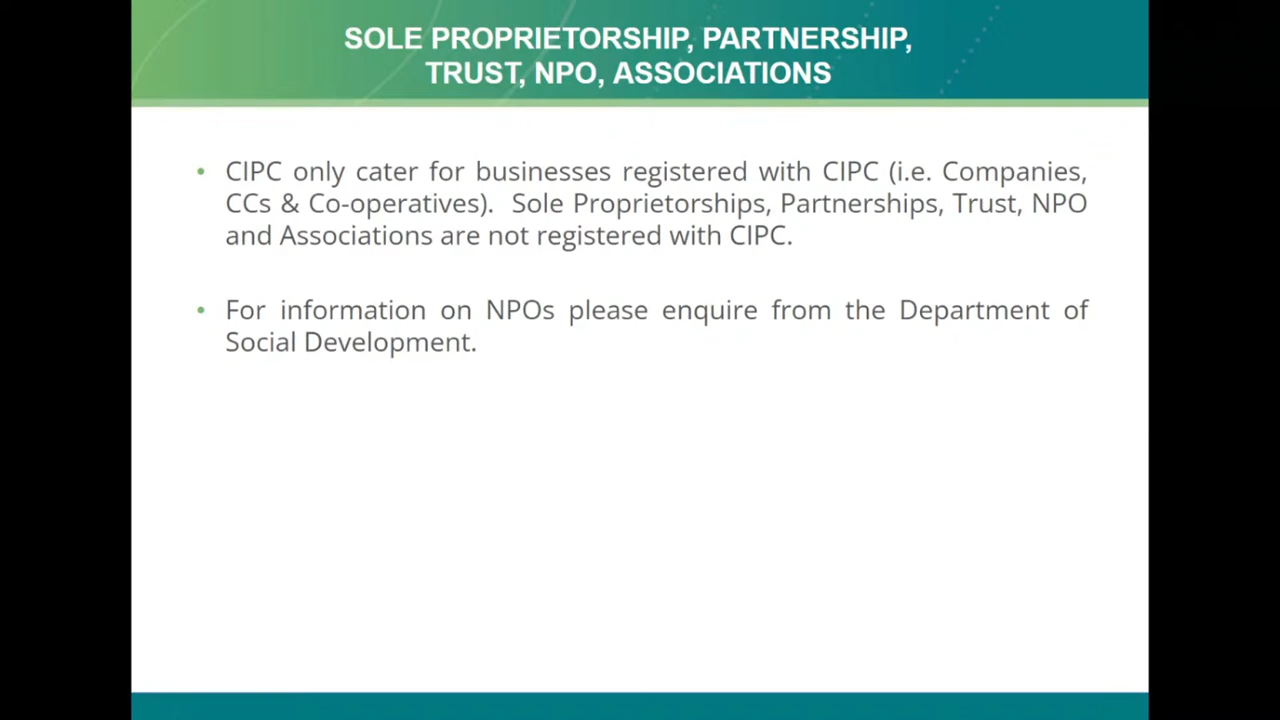 SOLE PROPRIETORSHIP, PARTNERSHIP,
TRUST, NPO, ASSOCIATIONS
• CIPC only cater for businesses registered with CIPC (i.e. Companies,
CCs & Co-operatives). Sole Proprietorships, Partnerships, Trust, NPO
and Associations are not registered with CIPC.
• For information on NPOs please enquire from the Department of
Social Development.